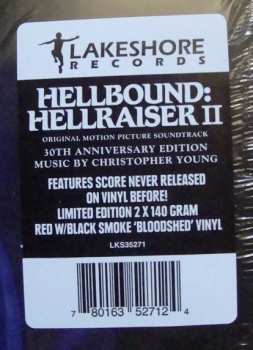 LAKESHORE
RECORDS
HELLBOUND:
HELLRAISER II
ORIGINAL MOTION PICTURE SOUNDTRACK
30TH ANNIVERSARY EDITION
MUSIC BY CHRISTOPHER YOUNG
FEATURES SCORE NEVER RELEASED
ON VINYL BEFORE!
LIMITED EDITION 2 X 140 GRAM
RED W/BLACK SMOKE 'BLOODSHED' VINYL
LKS35271
7 80163 52712 4